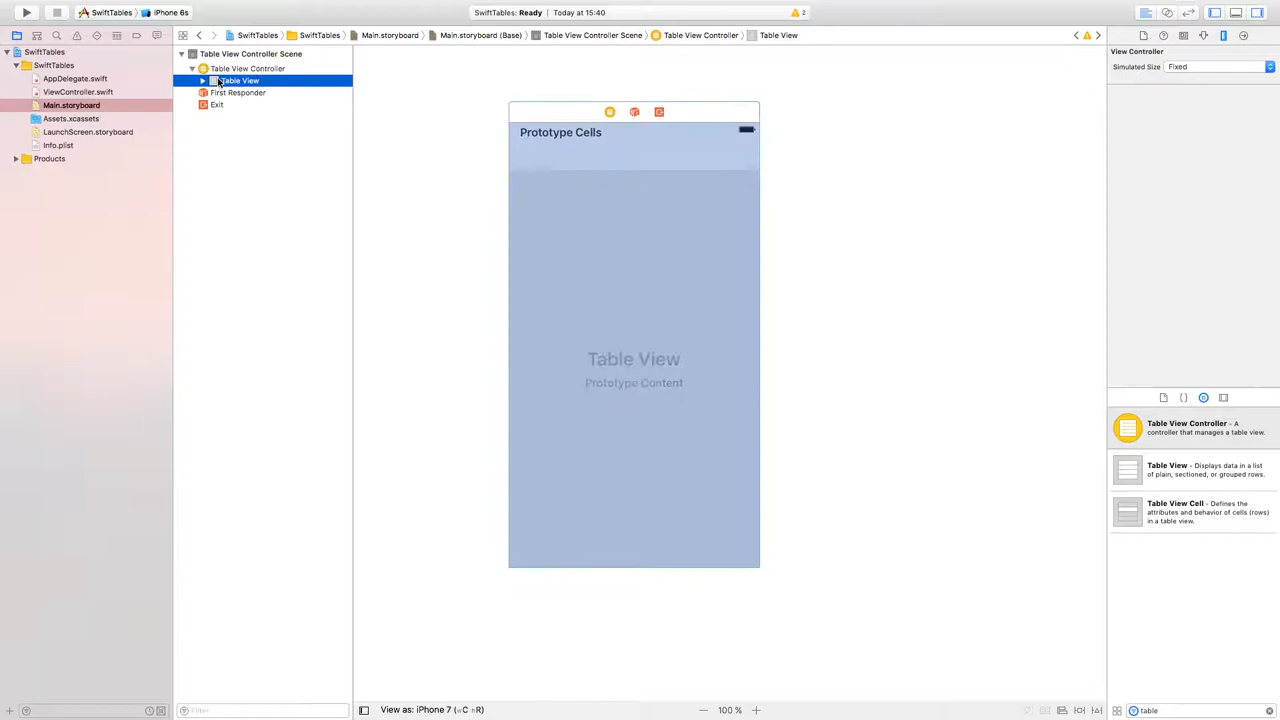 SwiftTables
iPhone 6s
SwiftTables: Ready
Today at 15:40
2
SwiftTables
SwiftTables
Main.storyboard
Main.storyboard (Base)
Table View Controller Scene
Table View Controller
Table View
SwiftTables
SwiftTables
AppDelegate.swift
ViewController.swift
Main.storyboard
Assets.xcassets
LaunchScreen.storyboard
Info.plist
Products
Table View Controller Scene
Table View Controller
Table View
First Responder
Exit
Prototype Cells
Table View
Prototype Content
View Controller
Simulated Size Fixed
Table View Controller - A
controller that manages a table view.
Table View - Displays data in a list
of plain, sectioned, or grouped rows.
Table View Cell - Defines the
attributes and behavior of cells (rows)
in a table view.
Filter
View as: iPhone 7 (wC hR)
100 %
table